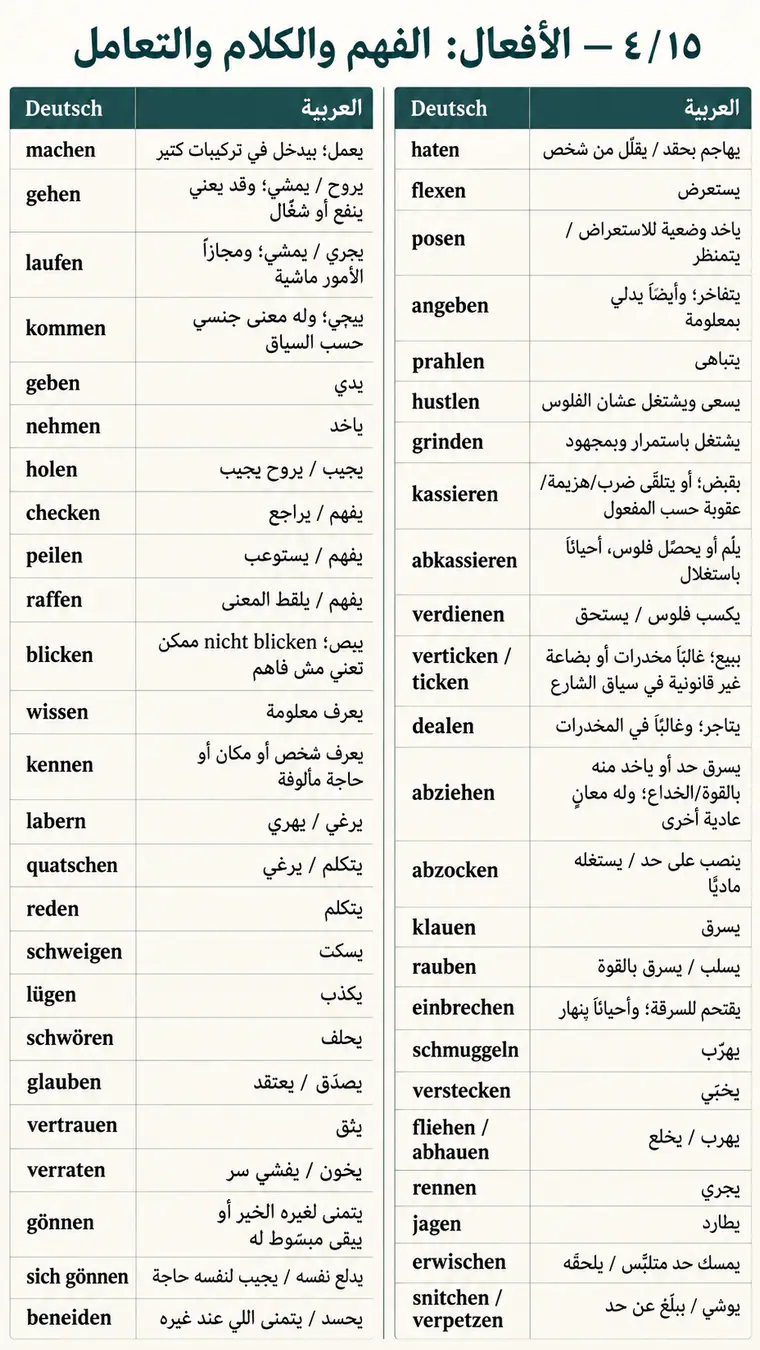 ٤/١٥ – الأفعال: الفهم والكلام والتعامل
Deutsch العربية
machen يعمل؛ بيدخل في تركيبات كتير
gehen يروح / يمشي؛ وقد يعني
ينفع أو شغّال
laufen يجري / يمشي؛ ومجازاً
الأمور ماشية
kommen ييجي؛ وله معنى جنسي
حسب السياق
geben يدي
nehmen ياخد
holen يجيب / يروح يجيب
checken يفهم / يراجع
peilen يفهم / يستوعب
raffen يفهم / يلقط المعنى
blicken يبص؛ nicht blicken ممكن
تعني مش فاهم
wissen يعرف معلومة
kennen يعرف شخص أو مكان أو
حاجة مألوفة
labern يرغي / يهري
quatschen يتكلم / يرغي
reden يتكلم
schweigen يسكت
lügen يكذب
schwören يحلف
glauben يصدَق / يعتقد
vertrauen يثق
verraten يخون / يفشي سر
gönnen يتمنى لغيره الخير أو
يبقى مبسّوط له
sich gönnen يدلع نفسه / يجيب لنفسه حاجة
beneiden يحسد / يتمنى اللي عند غيره
Deutsch العربية
haten يهاجم بحقد / يقلّل من شخص
flexen يستعرض
posen ياخد وضعية للاستعراض /
يتمنظر
angeben يتفاخر؛ وأيضَاَ يدلي
بمعلومة
prahlen يتباهى
hustlen يسعى ويشتغل عشان الفلوس
grinden يشتغل باستمرار وبمجهود
kassieren بقبض؛ أو يتلقَى ضرب/هزيمة/
عقوبة حسب المفعول
abkassieren يلُم أو يحصّل فلوس، أحيانَاَ
باستغلال
verdienen يكسب فلوس / يستحق
verticken / ticken ببيع؛ غالبًاَ مخدرات أو بضاعة
غير قانونية في سياق الشارع
dealen يتاجر؛ وغالبًاَ في المخدرات
abziehen يسرق حد أو ياخد منه
بالقوة/الخداع؛ وله معانٍ
عادية أخرى
abzocken ينصب على حد / يستغله
ماديًّا
klauen يسرق
rauben يسلب / يسرق بالقوة
einbrechen يقتحم للسرقة؛ وأحيانَاَ ينهار
schmuggeln يهرّب
verstecken يخبَي
fliehen / abhauen يهرب / يخلع
rennen يجري
jagen يطارد
erwischen يمسك حد متلبَّس / يلحقَه
snitchen / verpetzen يوشي / يبلَغ عن حد